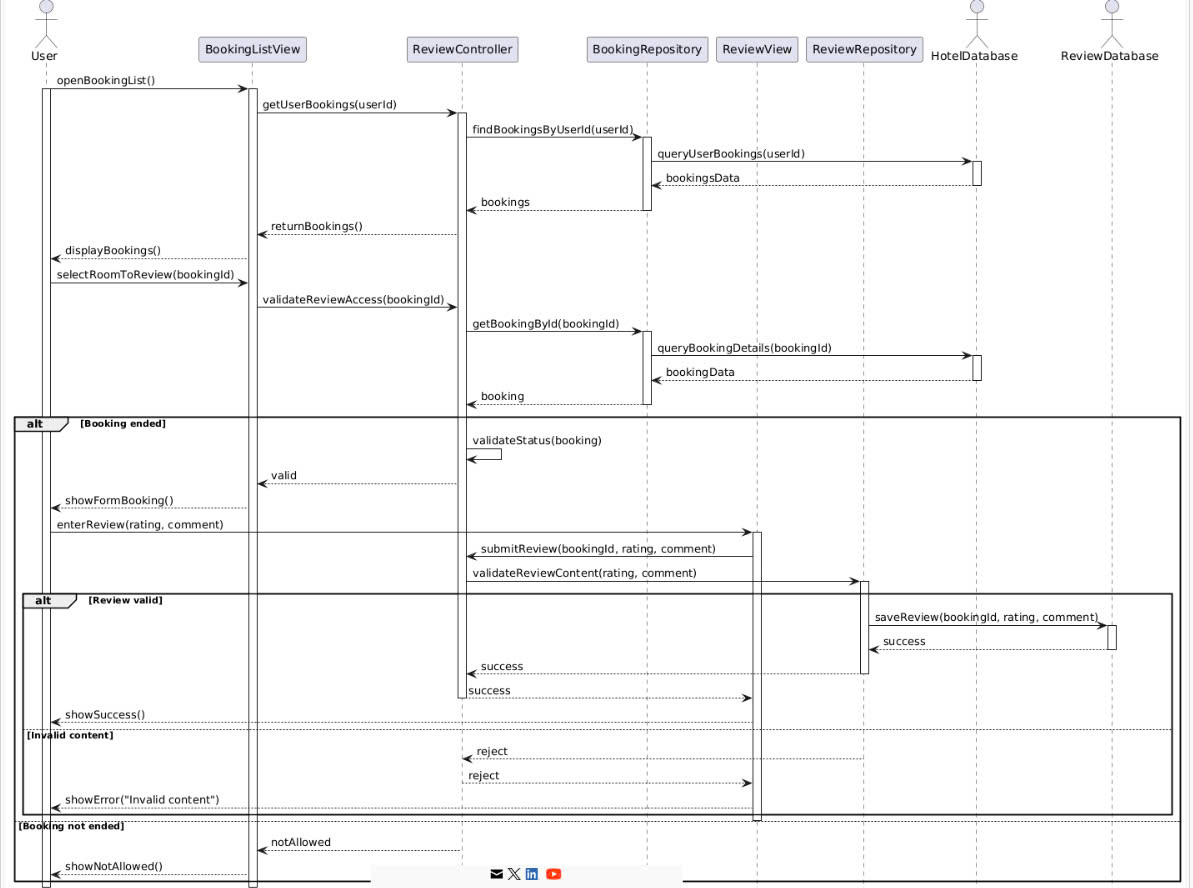 User
BookingListView
ReviewController
BookingRepository
ReviewView
ReviewRepository
HotelDatabase
ReviewDatabase
openBookingList()
getUserBookings(userId)
findBookingsByUserId(userId)
queryUserBookings(userId)
bookingsData
bookings
returnBookings()
displayBookings()
selectRoomToReview(bookingId)
validateReviewAccess(bookingId)
getBookingById(bookingId)
queryBookingDetails(bookingId)
bookingData
booking
alt [Booking ended]
validateStatus(booking)
valid
showFormBooking()
enterReview(rating, comment)
submitReview(bookingId, rating, comment)
validateReviewContent(rating, comment)
alt [Review valid]
saveReview(bookingId, rating, comment)
success
success
success
showSuccess()
[Invalid content]
reject
reject
showError("Invalid content")
[Booking not ended]
notAllowed
showNotAllowed()